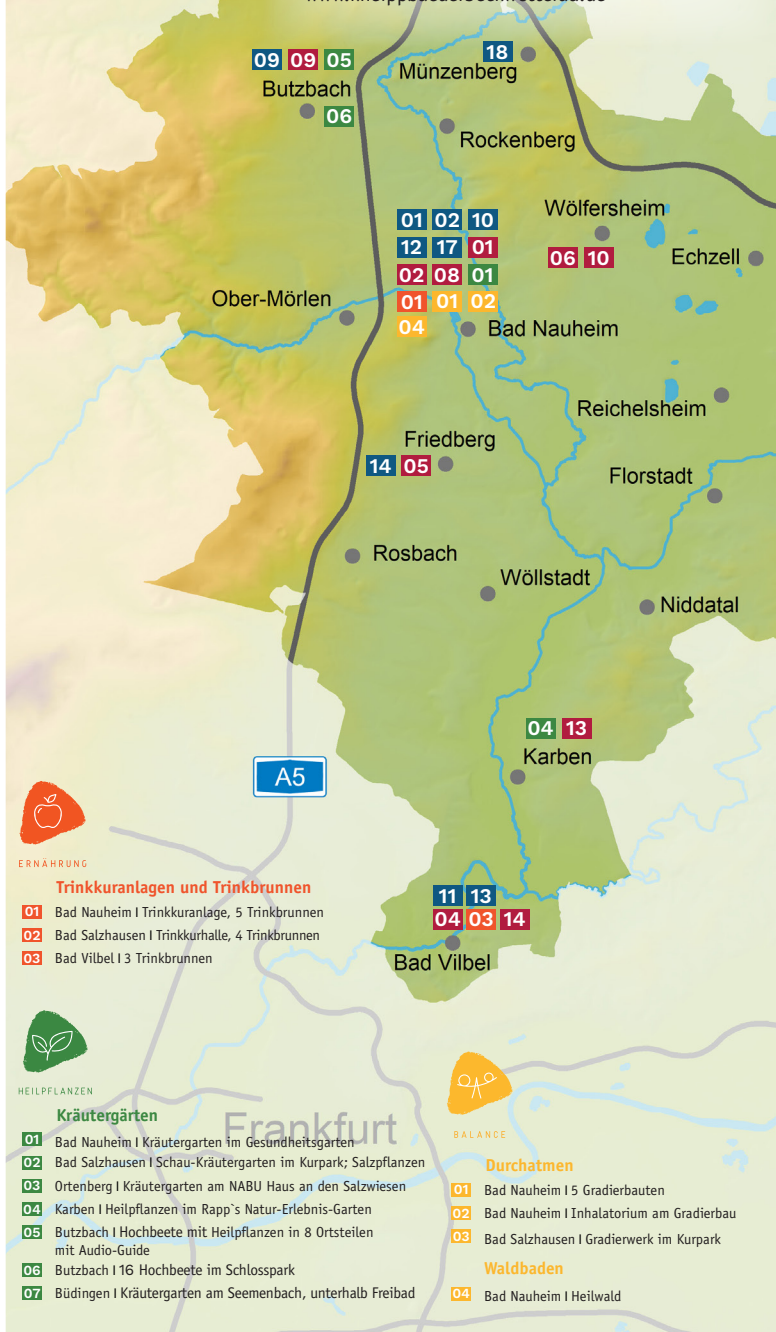 09 09 05
Butzbach
06
18
Münzenberg
Rockenberg
01 02 10
12 17 01
02 08 01
01 01 02
04
Bad Nauheim
Wölfersheim
06 10
Echzell
Ober-Mörlen
Reichelsheim
Friedberg
14 05
Florstadt
Rosbach
Wöllstadt
Niddatal
04 13
Karben
A5
11 13
04 03 14
Bad Vilbel
Frankfurt
ERNÄHRUNG
Trinkkuranlagen und Trinkbrunnen
01 Bad Nauheim I Trinkkuranlage, 5 Trinkbrunnen
02 Bad Salzhausen I Trinkkurhalle, 4 Trinkbrunnen
03 Bad Vilbel I 3 Trinkbrunnen
HEILPFLANZEN
Kräutergärten
01 Bad Nauheim I Kräutergarten im Gesundheitsgarten
02 Bad Salzhausen I Schau-Kräutergarten im Kurpark; Salzpflanzen
03 Ortenberg I Kräutergarten am NABU Haus an den Salzwiesen
04 Karben I Heilpflanzen im Rapp`s Natur-Erlebnis-Garten
05 Butzbach I Hochbeete mit Heilpflanzen in 8 Ortsteilen
mit Audio-Guide
06 Butzbach I 16 Hochbeete im Schlosspark
07 Büdingen I Kräutergarten am Seemenbach, unterhalb Freibad
BALANCE
Durchatmen
01 Bad Nauheim I 5 Gradierbauten
02 Bad Nauheim I Inhalatorium am Gradierbau
03 Bad Salzhausen I Gradierwerk im Kurpark
Waldbaden
04 Bad Nauheim I Heilwald